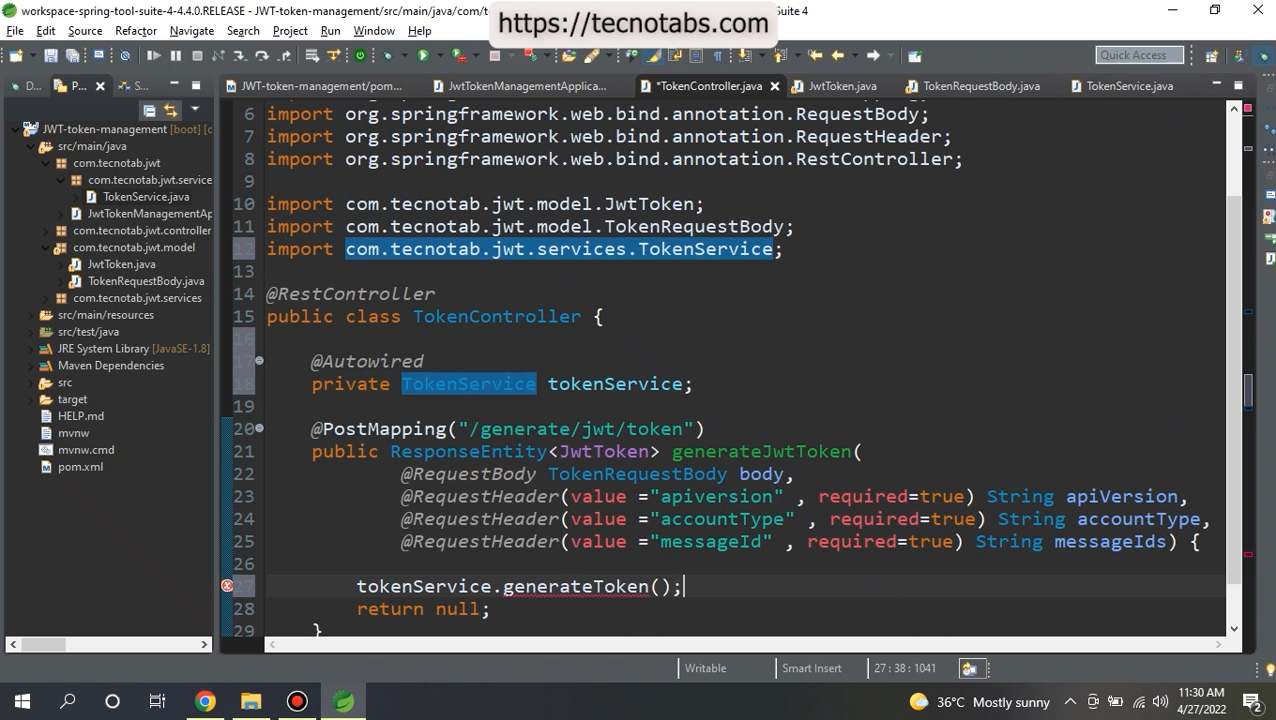 workspace-spring-tool-suite-4-4.4.0.RELEASE - JWT-token-management/src/main/java/com/te
Suite 4
https://tecnotabs.com
File Edit Source Refactor Navigate Search Project Run Window Help
Quick Access
D... P... S...
JWT-token-management/pom... JwtTokenManagementApplica... *TokenController.java JwtToken.java TokenRequestBody.java TokenService.java
JWT-token-management [boot] [c
src/main/java
com.tecnotab.jwt
com.tecnotab.jwt.service
TokenService.java
JwtTokenManagementAp
com.tecnotab.jwt.controller
com.tecnotab.jwt.model
JwtToken.java
TokenRequestBody.java
com.tecnotab.jwt.services
src/main/resources
src/test/java
JRE System Library [JavaSE-1.8]
Maven Dependencies
src
target
HELP.md
mvnw
mvnw.cmd
pom.xml
6 import org.springframework.web.bind.annotation.RequestBody;
7 import org.springframework.web.bind.annotation.RequestHeader;
8 import org.springframework.web.bind.annotation.RestController;
9
10 import com.tecnotab.jwt.model.JwtToken;
11 import com.tecnotab.jwt.model.TokenRequestBody;
12 import com.tecnotab.jwt.services.TokenService;
13
14 @RestController
15 public class TokenController {
16
17 @Autowired
18 private TokenService tokenService;
19
20 @PostMapping("/generate/jwt/token")
21 public ResponseEntity<JwtToken> generateJwtToken(
22 @RequestBody TokenRequestBody body,
23 @RequestHeader(value ="apiversion" , required=true) String apiVersion,
24 @RequestHeader(value ="accountType" , required=true) String accountType,
25 @RequestHeader(value ="messageId" , required=true) String messageIds) {
26
27 tokenService.generateToken();
28 return null;
29 }
Writable Smart Insert 27 : 38 : 1041
36°C Mostly sunny
11:30 AM
4/27/2022
2